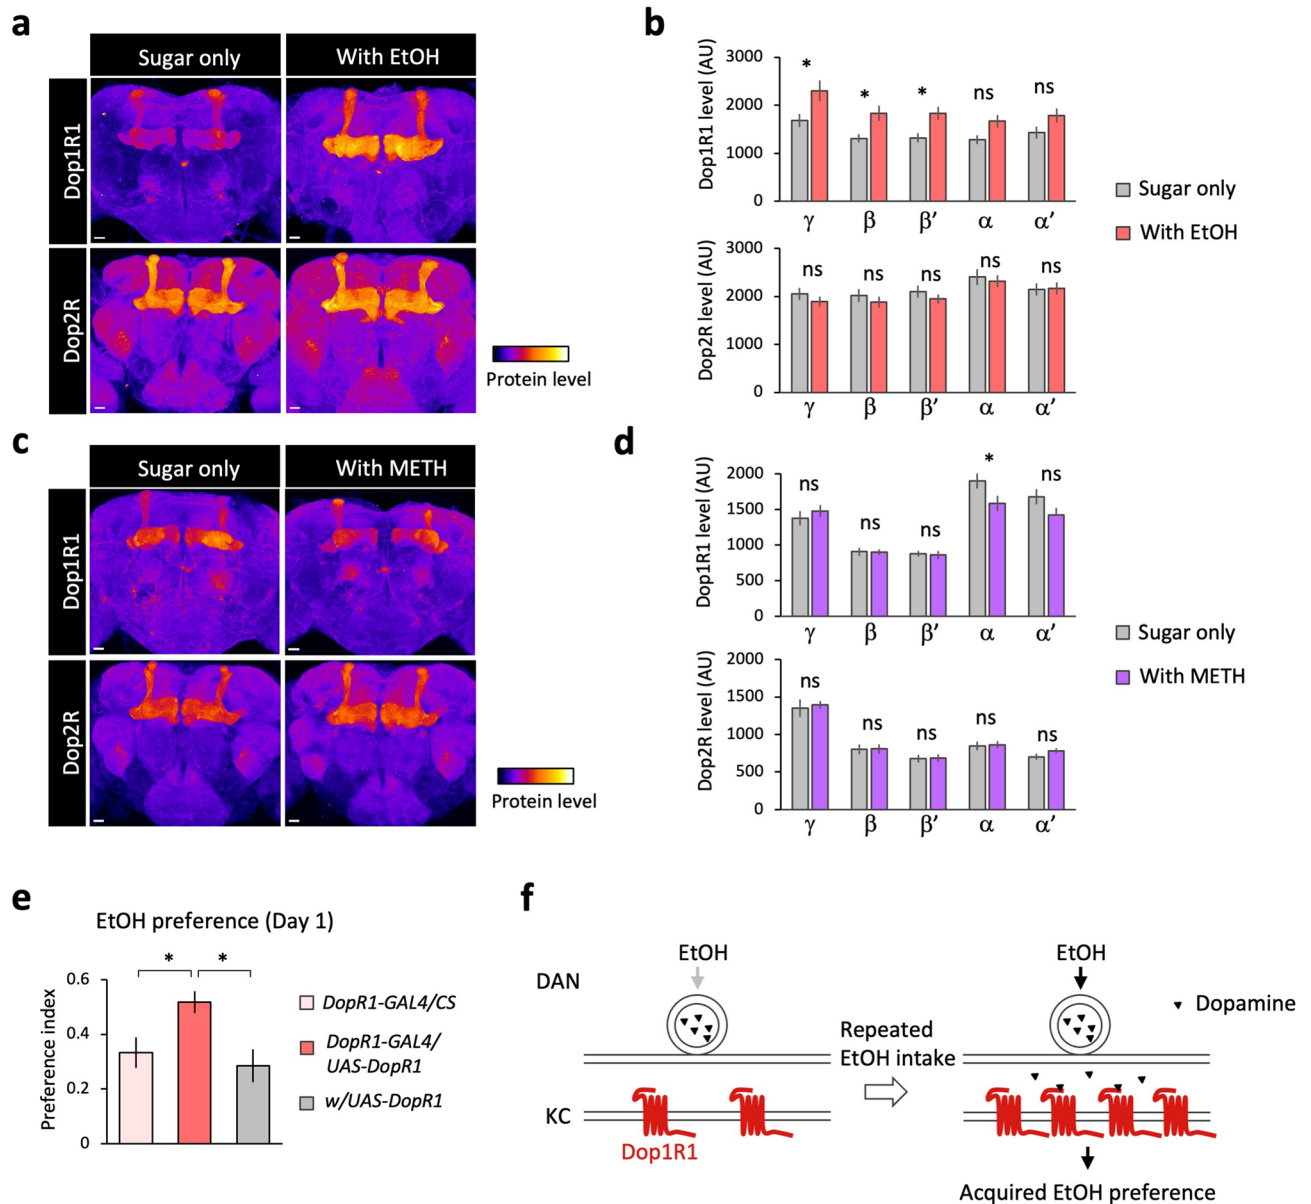 a
Sugar only
With EtOH
Dop1R1
Dop2R
Protein level
b
Dop1R1 level (AU)
3000
2000
1000
0
*
*
*
ns
ns
γ
β
β’
α
α’
Dop2R level (AU)
3000
2000
1000
0
ns
ns
ns
ns
ns
γ
β
β’
α
α’
Sugar only
With EtOH
c
Sugar only
With METH
Dop1R1
Dop2R
Protein level
d
Dop1R1 level (AU)
2000
1500
1000
500
0
ns
ns
ns
*
ns
γ
β
β’
α
α’
Dop2R level (AU)
2000
1500
1000
500
0
ns
ns
ns
ns
ns
γ
β
β’
α
α’
Sugar only
With METH
e
EtOH preference (Day 1)
Preference index
0.6
0.4
0.2
0
*
*
DopR1-GAL4/CS
DopR1-GAL4/
UAS-DopR1
w/UAS-DopR1
f
EtOH
DAN
KC
Dop1R1
Repeated
EtOH intake
EtOH
Dopamine
Acquired EtOH preference